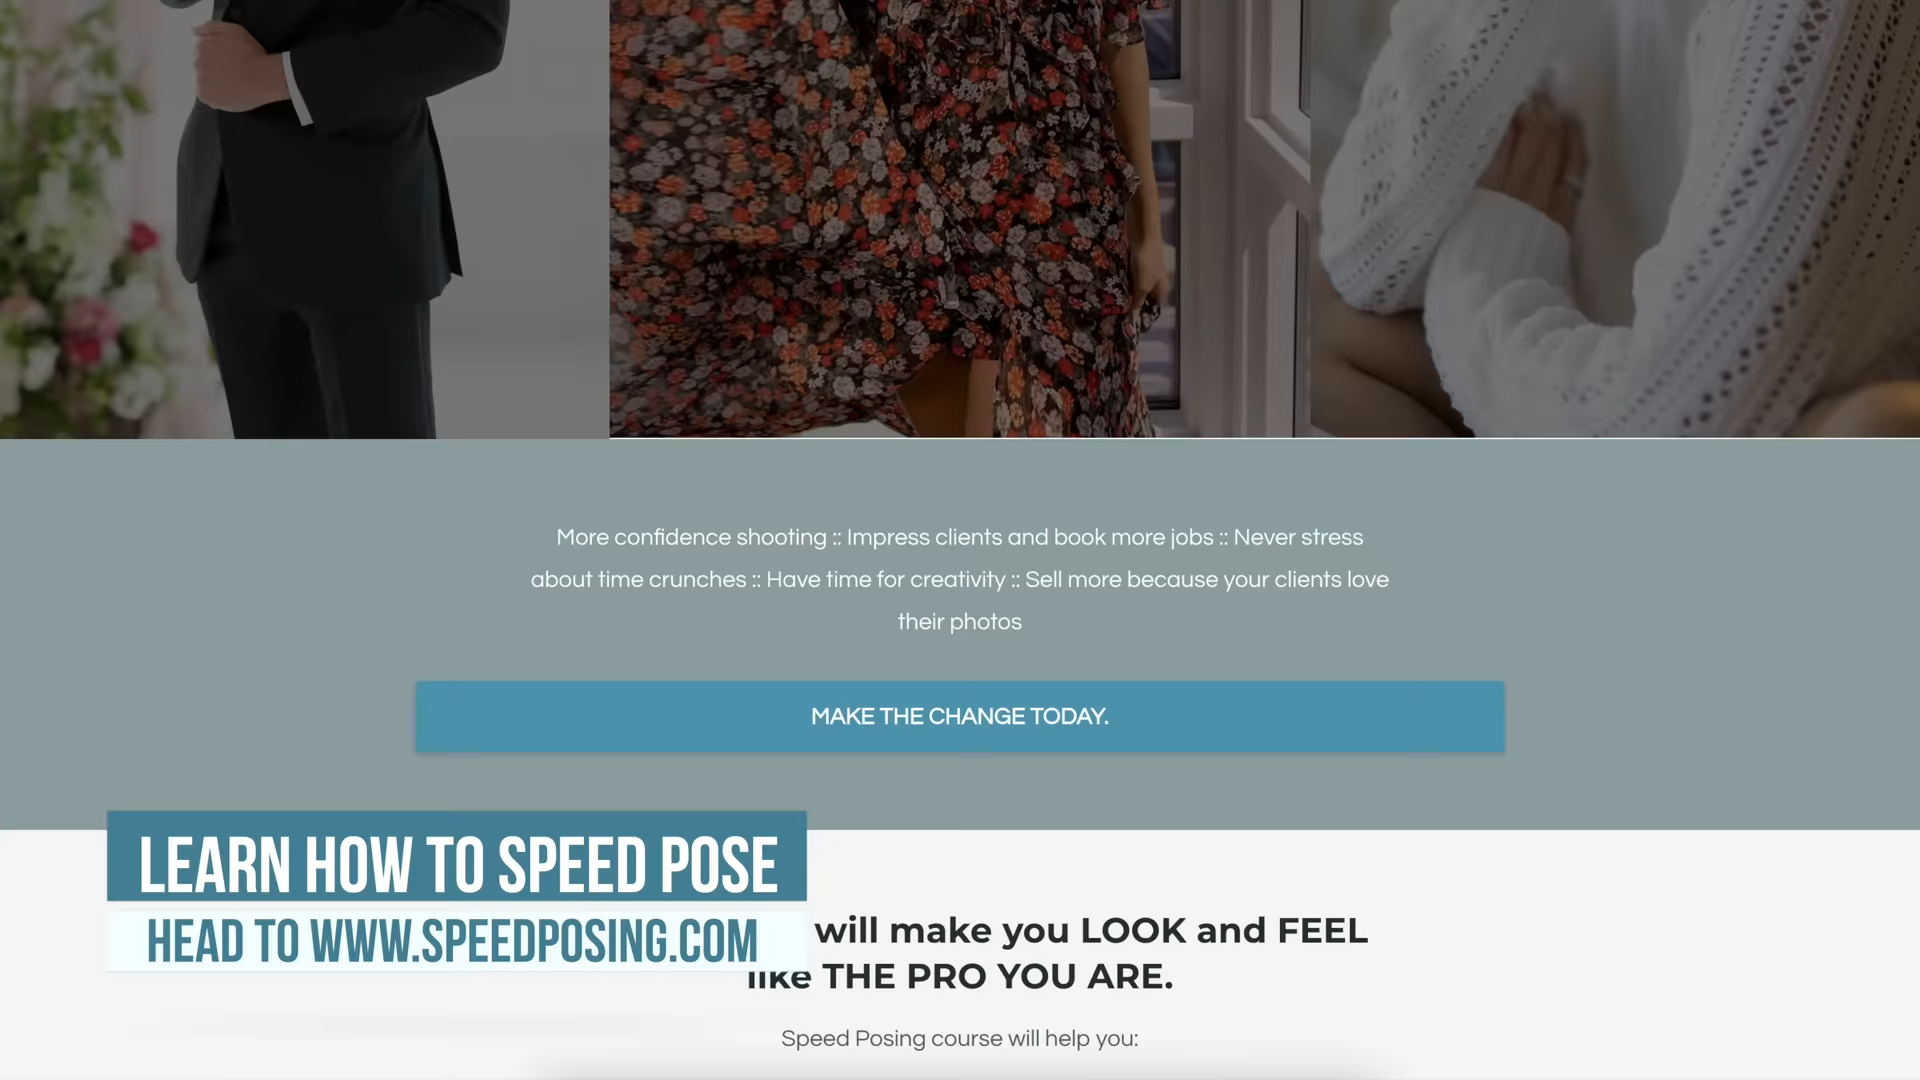 More confidence shooting :: Impress clients and book more jobs :: Never stress
about time crunches :: Have time for creativity :: Sell more because your clients love
their photos
MAKE THE CHANGE TODAY.
LEARN HOW TO SPEED POSE
HEAD TO WWW.SPEEDPOSING.COM
will make you LOOK and FEEL
like THE PRO YOU ARE.
Speed Posing course will help you: